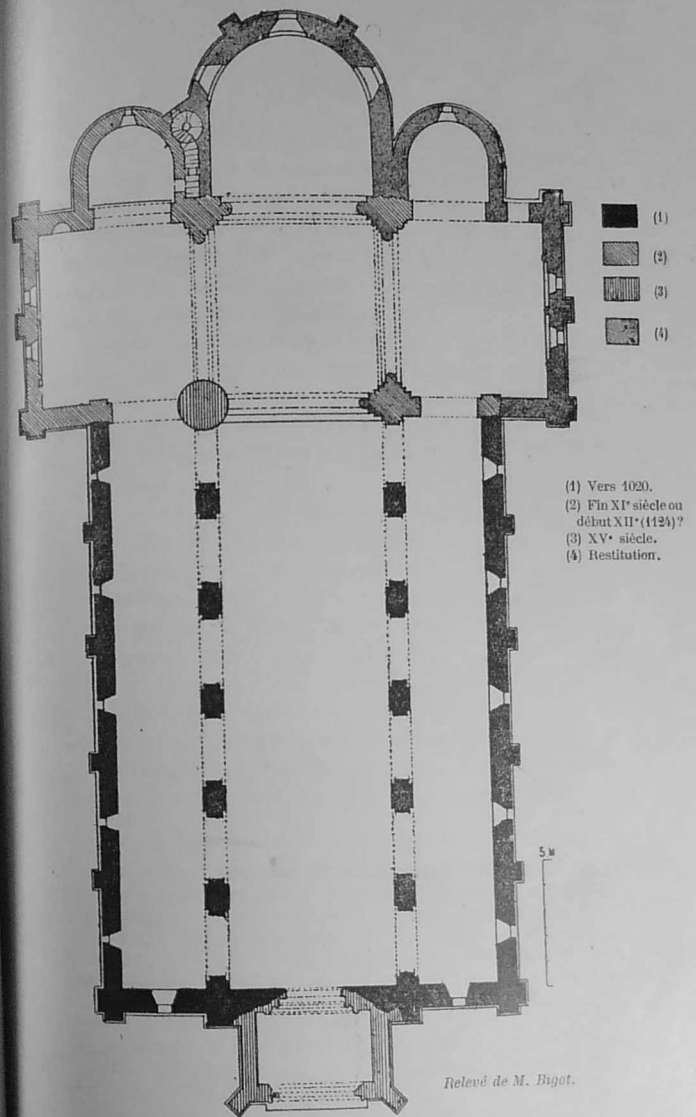 (1)
(2)
(3)
(4)
(1) Vers 1020.
(2) Fin XIᵉ siècle ou
début XIIᵉ (1124)?
(3) XVᵉ siècle.
(4) Restitution.
5 M
Relevé de M. Bigot.